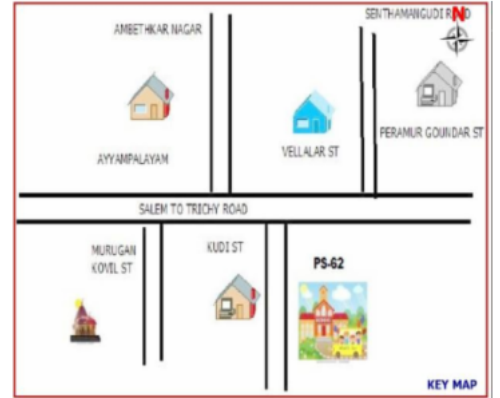 SENTHAMANGUDI ROAD
N
AMBETHKAR NAGAR
PERAMUR GOUNDAR ST
VELLALAR ST
AYYAMPALAYAM
SALEM TO TRICHY ROAD
MURUGAN
KOVIL ST
KUDI ST
PS-62
KEY MAP